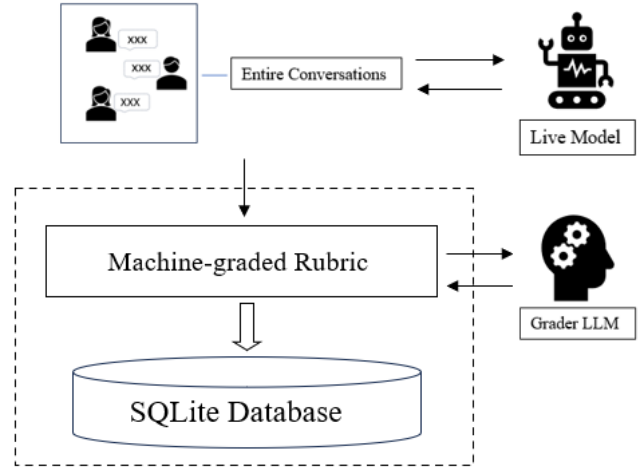 xxx
xxx
xxx
Entire Conversations
Live Model
Machine-graded Rubric
Grader LLM
SQLite Database